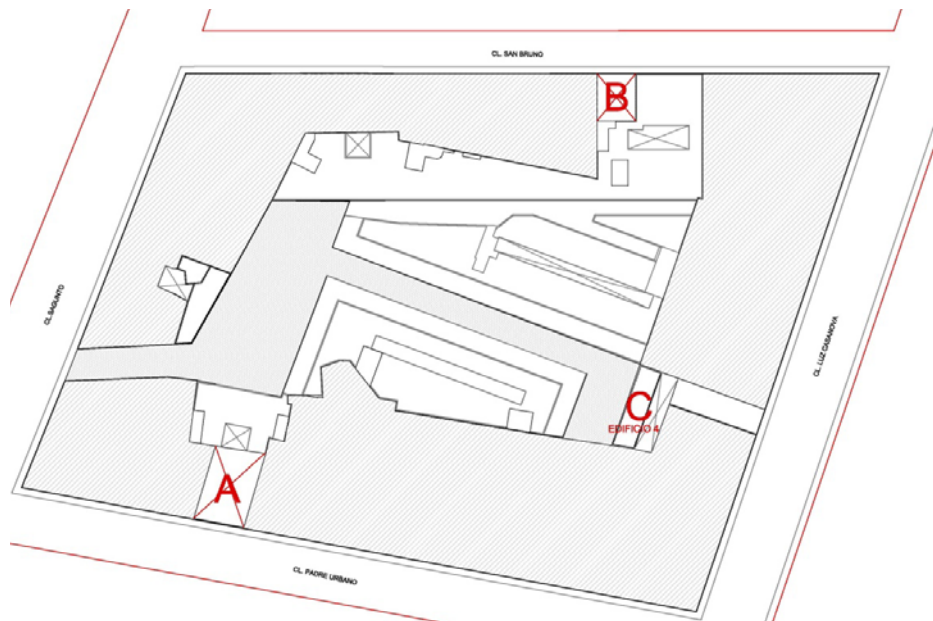 CL. SAN BRUNO
B
CL. SAGUNTO
CL. LUZ CASANOVA
C
EDIFICIO 4
A
CL. PADRE URBANO